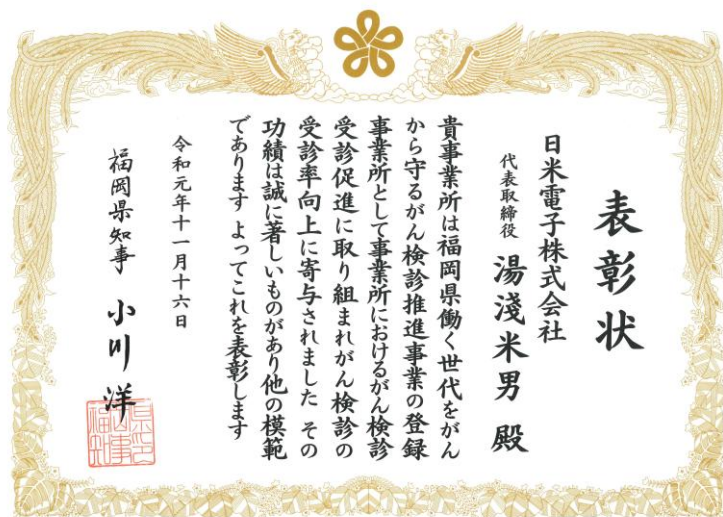 表彰状
日米電子株式会社
代表取締役 湯淺米男 殿
貴事業所は福岡県働く世代をがん
から守るがん検診推進事業の登録
事業所として事業所におけるがん検診
受診促進に取り組まれがん検診の
受診率向上に寄与されました その
功績は誠に著しいものがあり他の模範
であります よってこれを表彰します
令和元年十一月十六日
福岡県知事 小川 洋